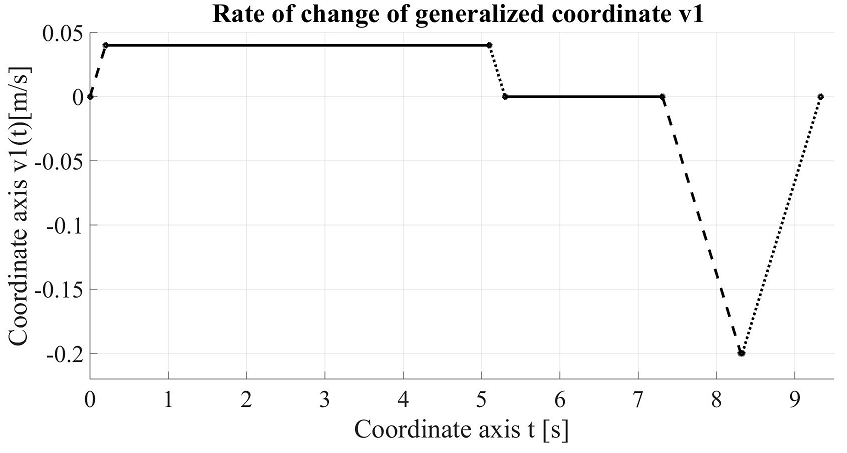 Rate of change of generalized coordinate v1
Coordinate axis v1(t)[m/s]
0.05
0
-0.05
-0.1
-0.15
-0.2
0 1 2 3 4 5 6 7 8 9
Coordinate axis t [s]